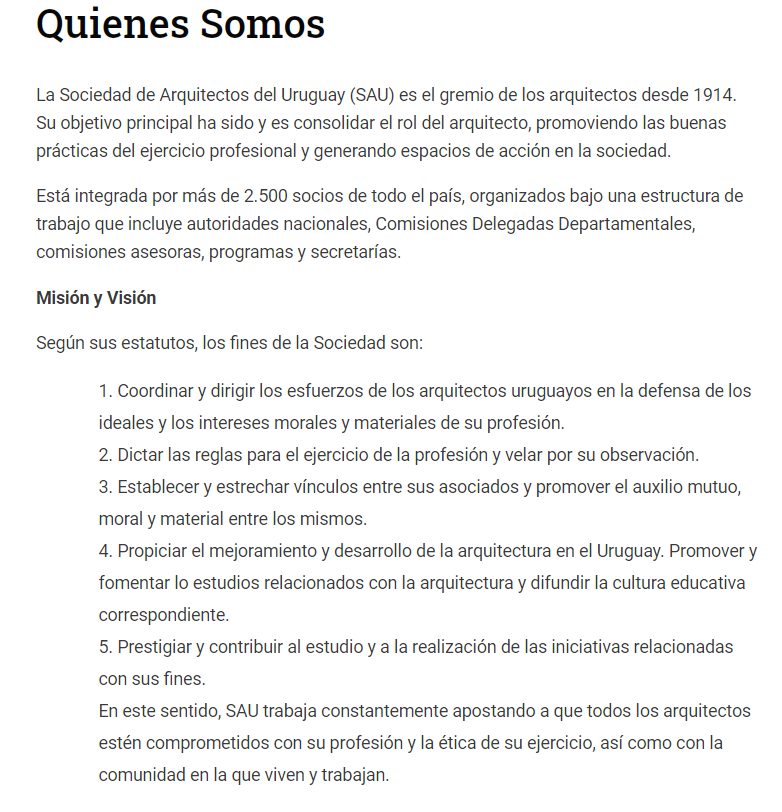 Quienes Somos
La Sociedad de Arquitectos del Uruguay (SAU) es el gremio de los arquitectos desde 1914.
Su objetivo principal ha sido y es consolidar el rol del arquitecto, promoviendo las buenas
prácticas del ejercicio profesional y generando espacios de acción en la sociedad.
Está integrada por más de 2.500 socios de todo el país, organizados bajo una estructura de
trabajo que incluye autoridades nacionales, Comisiones Delegadas Departamentales,
comisiones asesoras, programas y secretarías.
Misión y Visión
Según sus estatutos, los fines de la Sociedad son:
1. Coordinar y dirigir los esfuerzos de los arquitectos uruguayos en la defensa de los
ideales y los intereses morales y materiales de su profesión.
2. Dictar las reglas para el ejercicio de la profesión y velar por su observación.
3. Establecer y estrechar vínculos entre sus asociados y promover el auxilio mutuo,
moral y material entre los mismos.
4. Propiciar el mejoramiento y desarrollo de la arquitectura en el Uruguay. Promover y
fomentar lo estudios relacionados con la arquitectura y difundir la cultura educativa
correspondiente.
5. Prestigiar y contribuir al estudio y a la realización de las iniciativas relacionadas
con sus fines.
En este sentido, SAU trabaja constantemente apostando a que todos los arquitectos
estén comprometidos con su profesión y la ética de su ejercicio, así como con la
comunidad en la que viven y trabajan.